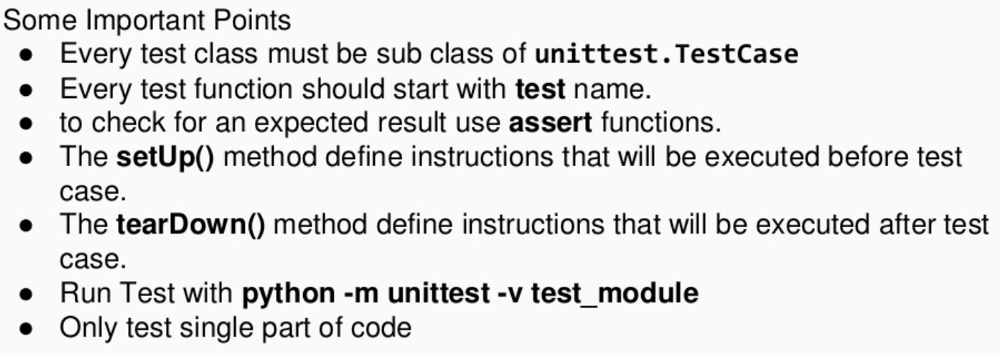 Some Important Points
● Every test class must be sub class of unittest.TestCase
● Every test function should start with test name.
● to check for an expected result use assert functions.
● The setUp() method define instructions that will be executed before test
case.
● The tearDown() method define instructions that will be executed after test
case.
● Run Test with python -m unittest -v test_module
● Only test single part of code